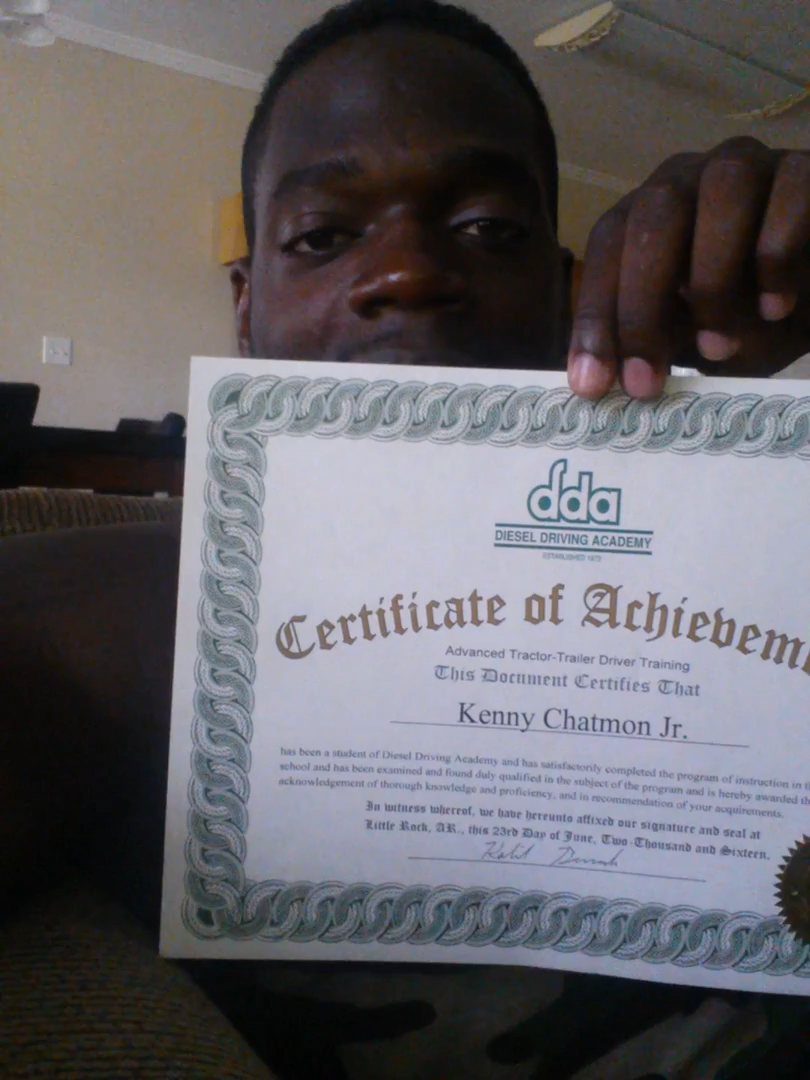 dda
DIESEL DRIVING ACADEMY
ESTABLISHED 1973
Certificate of Achieveme
Advanced Tractor-Trailer Driver Training
This Document Certifies That
Kenny Chatmon Jr.
has been a student of Diesel Driving Academy and has satisfactorily completed the program of instruction in th
school and has been examined and found duly qualified in the subject of the program and is hereby awarded th
acknowledgement of thorough knowledge and proficiency, and in recommendation of your acquirements.
In witness whereof, we have hereunto affixed our signature and seal at
Little Rock, AR., this 23rd Day of June, Two-Thousand and Sixteen.